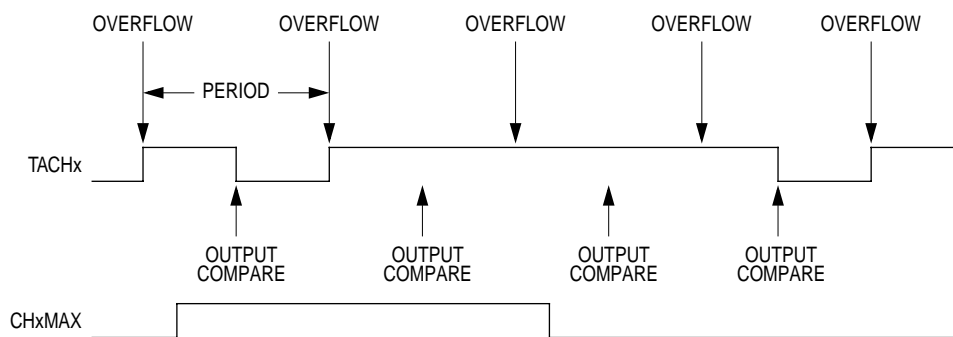 OVERFLOW OVERFLOW OVERFLOW OVERFLOW OVERFLOW
PERIOD
TACHx
OUTPUT COMPARE
OUTPUT COMPARE
OUTPUT COMPARE
OUTPUT COMPARE
CHxMAX